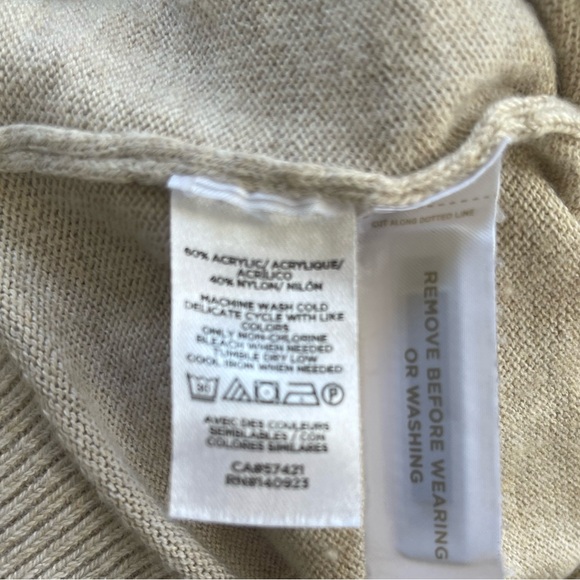 60% ACRYLIC/ ACRYLIQUE/
ACRÍLICO
40% NYLON/ NILÓN
MACHINE WASH COLD
DELICATE CYCLE WITH LIKE
COLORS
ONLY NON-CHLORINE
BLEACH WHEN NEEDED
TUMBLE DRY LOW
COOL IRON WHEN NEEDED
P
AVEC DES COULEURS
SEMBLABLES / CON
COLORES SIMILARES
CA#57421
RN#140923
CUT ALONG DOTTED LINE
REMOVE BEFORE WEARING
OR WASHING